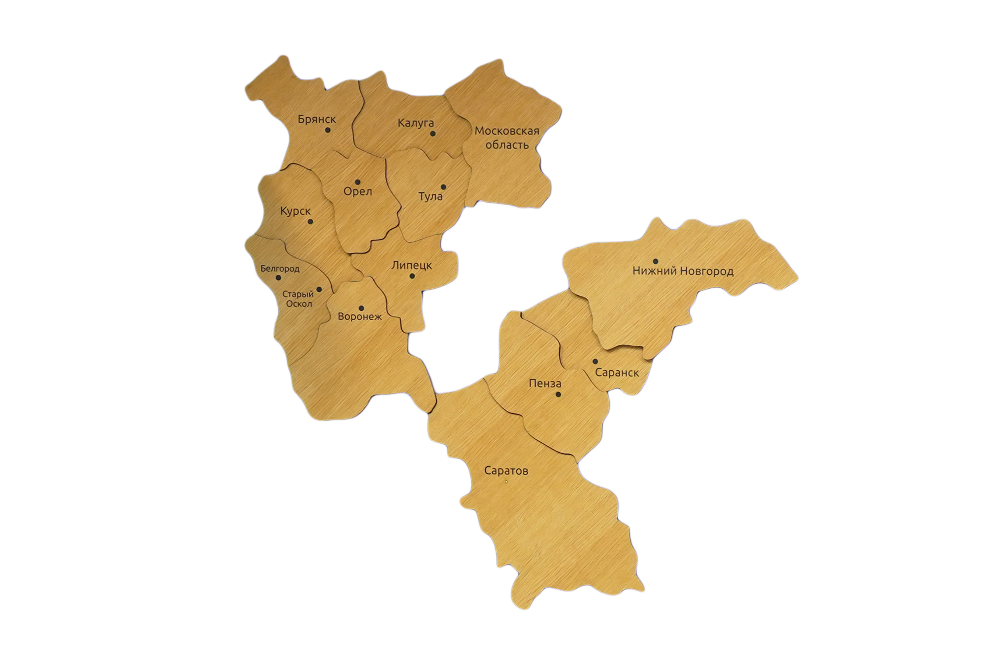 Брянск
Калуга
Московская
область
Орел
Тула
Курск
Липецк
Белгород
Старый
Оскол
Воронеж
Нижний Новгород
Саранск
Пенза
Саратов